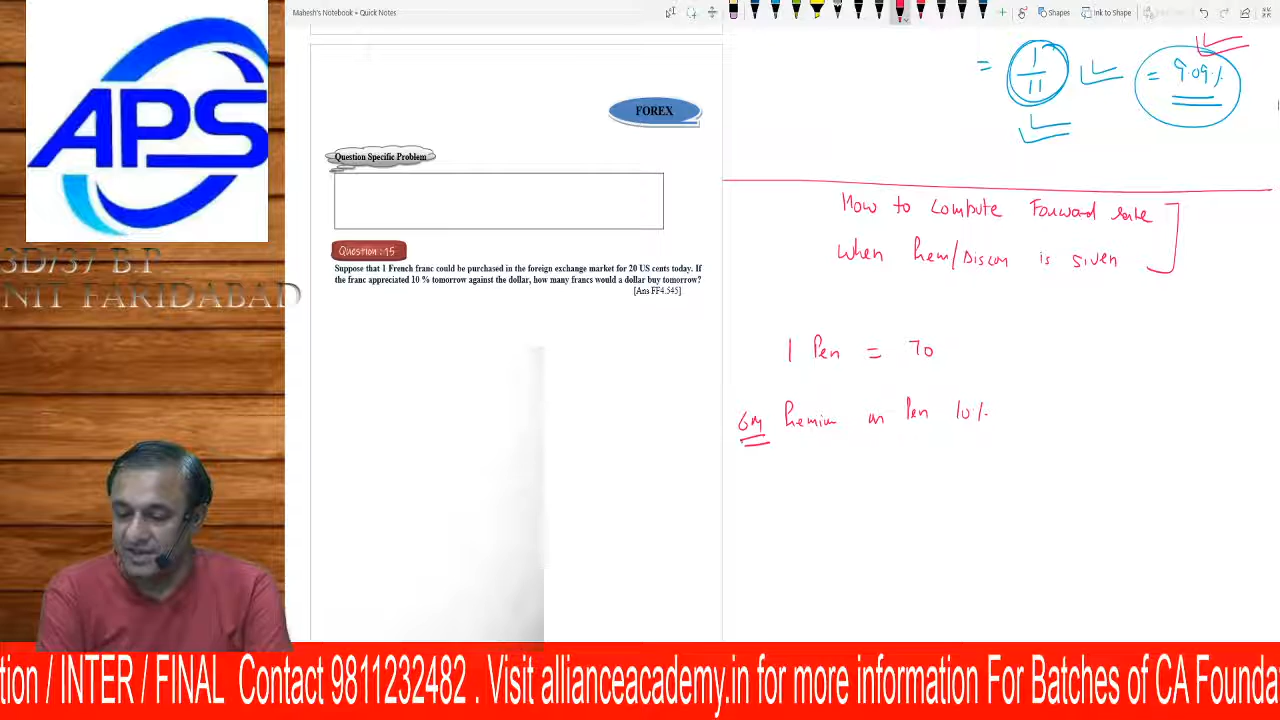 Mahesh's Notebook • Quick Notes
Shapes
Ink to Shape
APS
3D/37 B.P.
NIT FARIDABAD
FOREX
Question Specific Problem
Question : 15
Suppose that 1 French franc could be purchased in the foreign exchange market for 20 US cents today. If
the franc appreciated 10 % tomorrow against the dollar, how many francs would a dollar buy tomorrow?
[Ans FF4.545]
= 1/11 = 9.09%
How to Compute Forward rate
when Prem/Discon is given
1 Pen = 70
6M Premium on Pen 10%
tion / INTER / FINAL Contact 9811232482 . Visit allianceacademy.in for more information For Batches of CA Founda